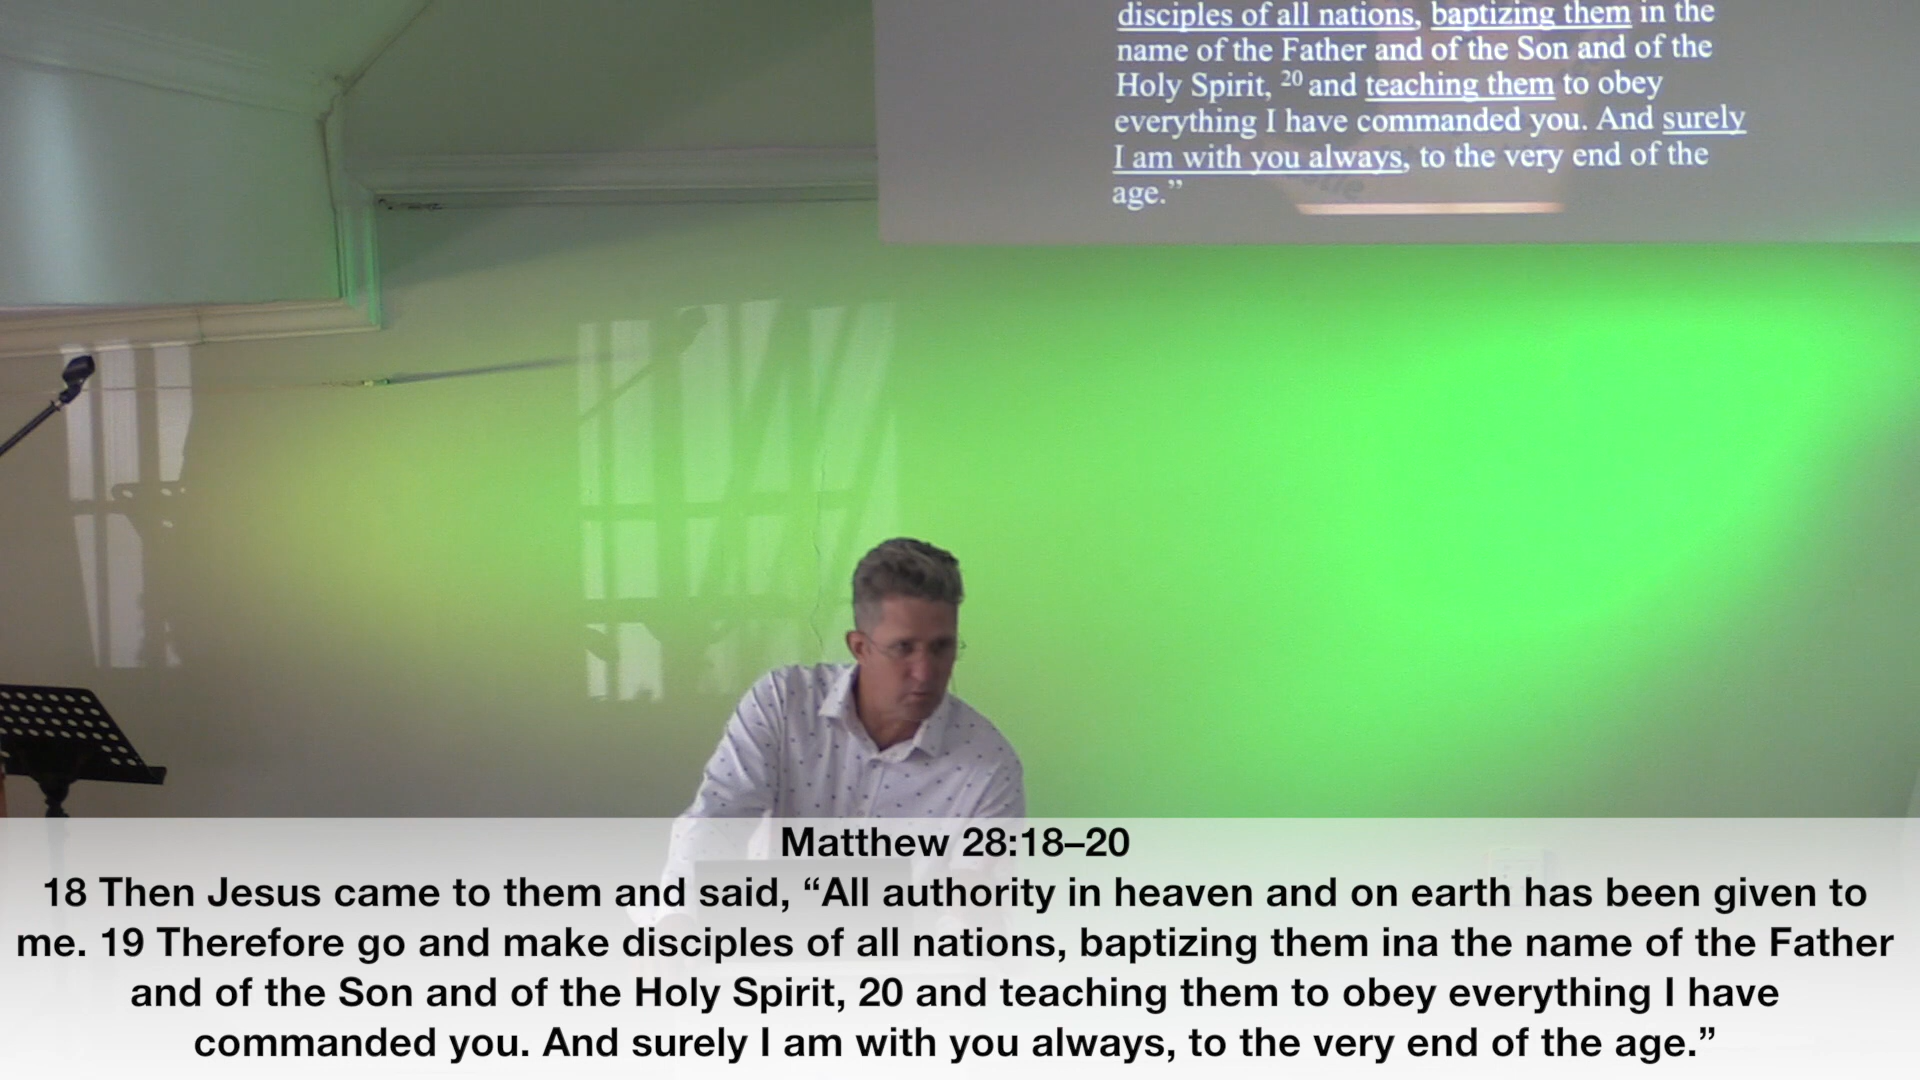 disciples of all nations, baptizing them in the
name of the Father and of the Son and of the
Holy Spirit, 20 and teaching them to obey
everything I have commanded you. And surely
I am with you always, to the very end of the
age.”
Matthew 28:18–20
18 Then Jesus came to them and said, “All authority in heaven and on earth has been given to
me. 19 Therefore go and make disciples of all nations, baptizing them ina the name of the Father
and of the Son and of the Holy Spirit, 20 and teaching them to obey everything I have
commanded you. And surely I am with you always, to the very end of the age.”